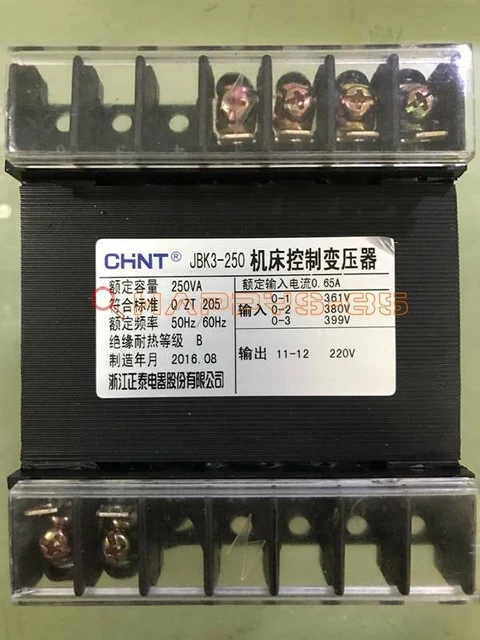 CHNT® JBK3-250 机床控制变压器
额定容量 250VA
符合标准 Q/ZT 205
额定频率 50Hz/60Hz
绝缘耐热等级 B
制造年月 2016.08
浙江正泰电器股份有限公司
额定输入电流0.65A
输入
0-1 361V
0-2 380V
0-3 399V
输出 11-12 220V
HAPPYSE85